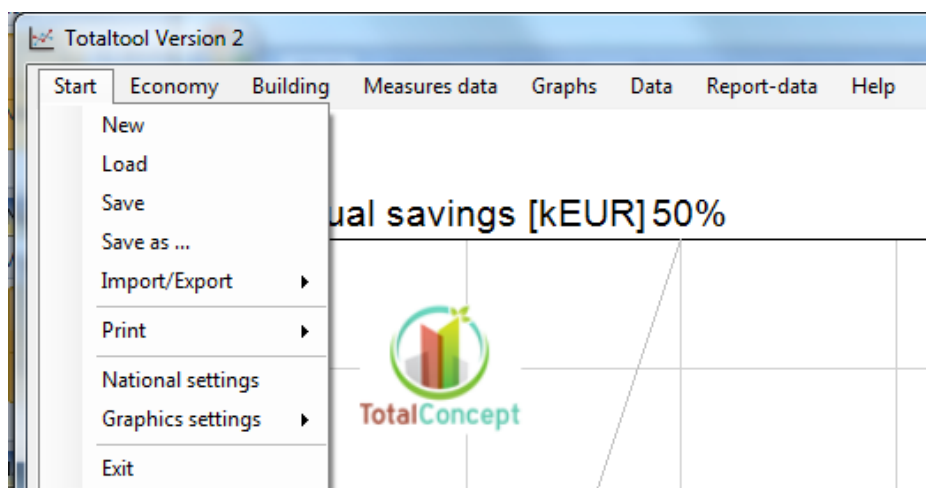 Totaltool Version 2
Start Economy Building Measures data Graphs Data Report-data Help
New
Load
Save
Save as ...
Import/Export
Print
National settings
Graphics settings
Exit
savings [kEUR] 50%
TotalConcept